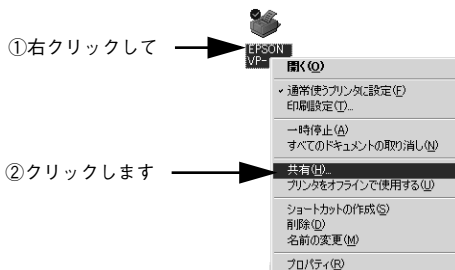 ①右クリックして
EPSON
VP-
開く(O)
通常使うプリンタに設定(F)
印刷設定(T)...
一時停止(A)
すべてのドキュメントの取り消し(N)
②クリックします
共有(H)...
プリンタをオフラインで使用する(U)
ショートカットの作成(S)
削除(D)
名前の変更(M)
プロパティ(R)